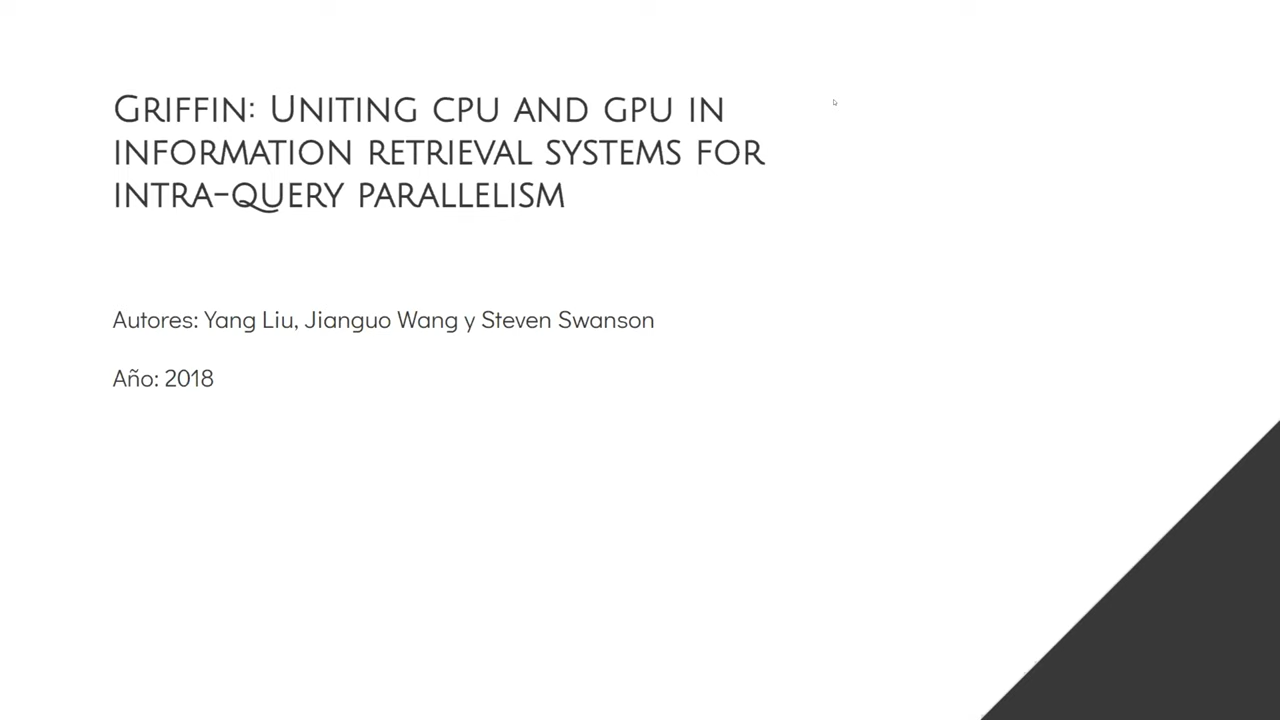 Griffin: Uniting cpu and gpu in
information retrieval systems for
intra-query parallelism
Autores: Yang Liu, Jianguo Wang y Steven Swanson
Año: 2018